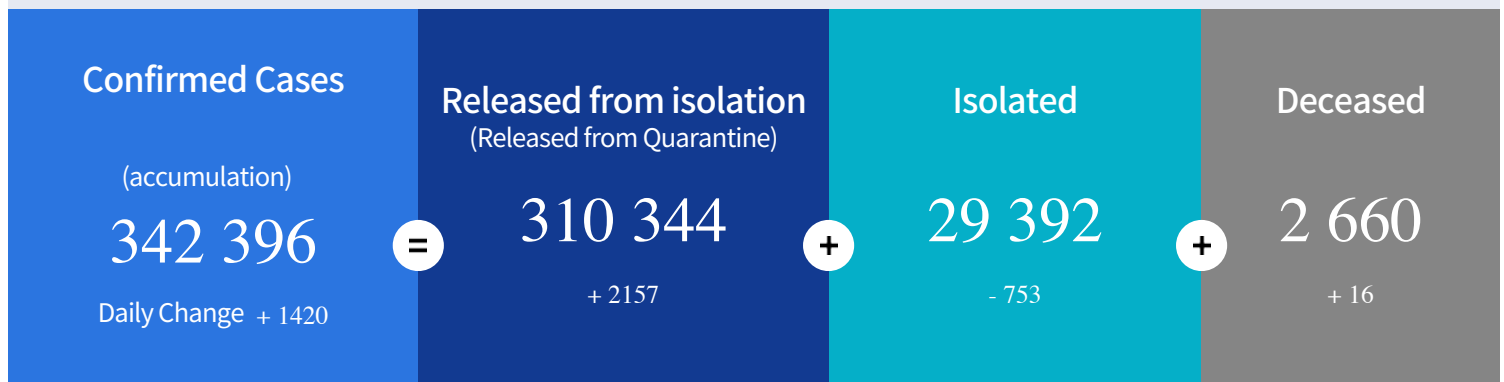 Confirmed Cases
(accumulation)
342 396
Daily Change + 1420
=
Released from isolation
(Released from Quarantine)
310 344
+ 2157
+
Isolated
29 392
- 753
+
Deceased
2 660
+ 16